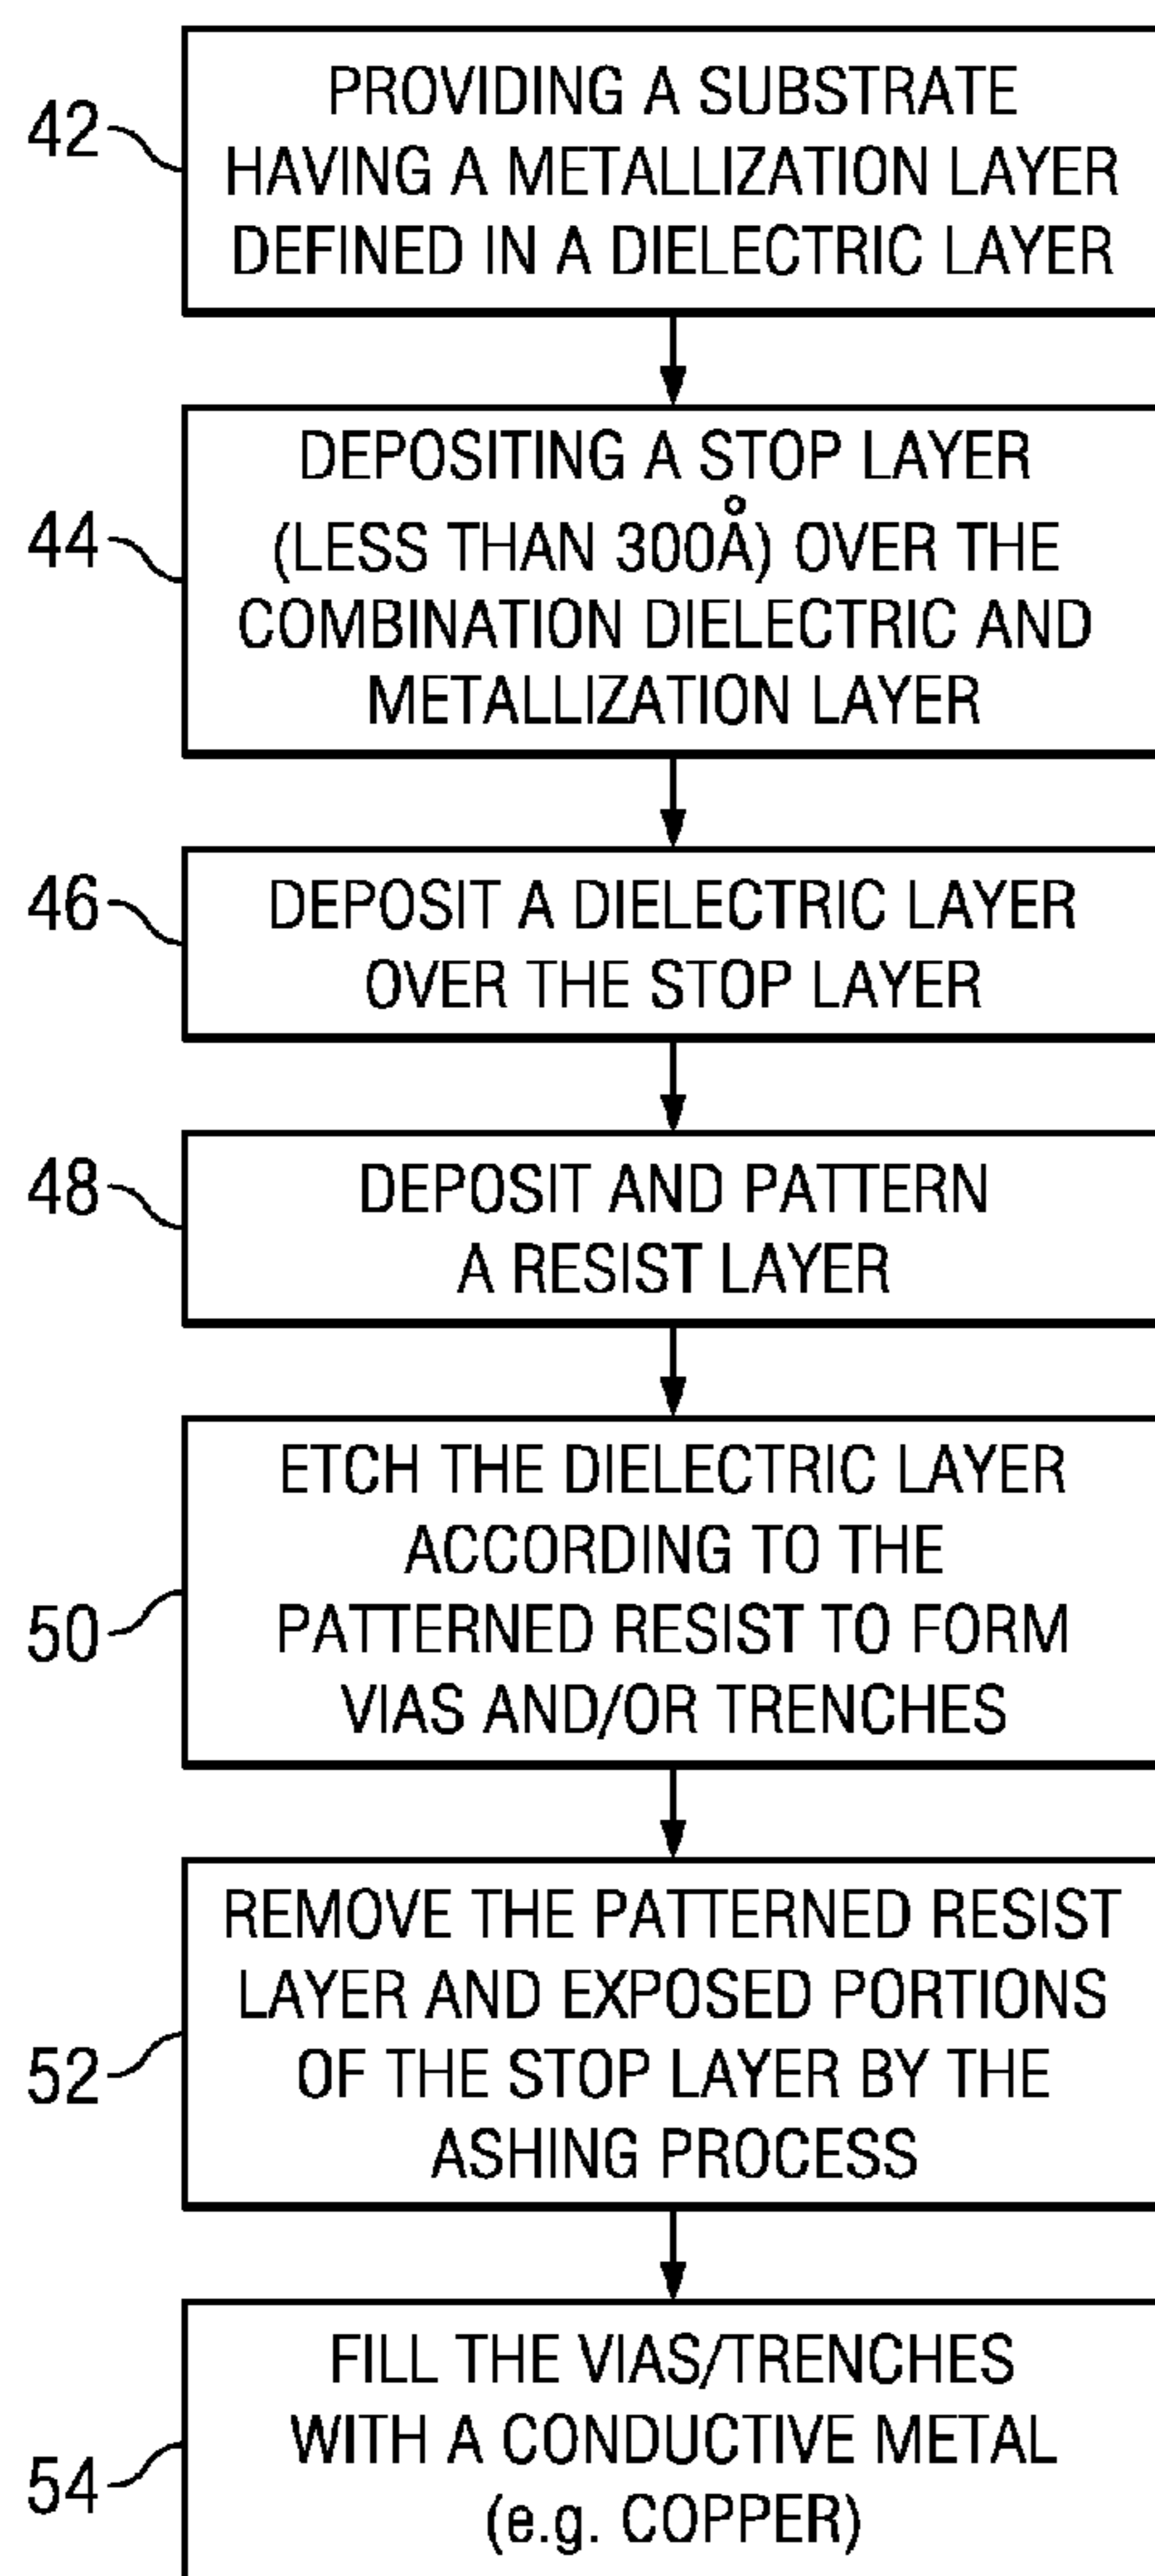 42
PROVIDING A SUBSTRATE
HAVING A METALLIZATION LAYER
DEFINED IN A DIELECTRIC LAYER
44
DEPOSITING A STOP LAYER
(LESS THAN 300Å) OVER THE
COMBINATION DIELECTRIC AND
METALLIZATION LAYER
46
DEPOSIT A DIELECTRIC LAYER
OVER THE STOP LAYER
48
DEPOSIT AND PATTERN
A RESIST LAYER
50
ETCH THE DIELECTRIC LAYER
ACCORDING TO THE
PATTERNED RESIST TO FORM
VIAS AND/OR TRENCHES
52
REMOVE THE PATTERNED RESIST
LAYER AND EXPOSED PORTIONS
OF THE STOP LAYER BY THE
ASHING PROCESS
54
FILL THE VIAS/TRENCHES
WITH A CONDUCTIVE METAL
(e.g. COPPER)